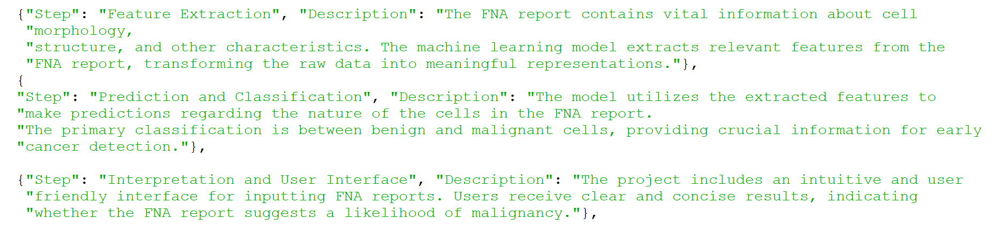 {"Step": "Feature Extraction", "Description": "The FNA report contains vital information about cell
"morphology,
"structure, and other characteristics. The machine learning model extracts relevant features from the
"FNA report, transforming the raw data into meaningful representations."},
{
"Step": "Prediction and Classification", "Description": "The model utilizes the extracted features to
"make predictions regarding the nature of the cells in the FNA report.
"The primary classification is between benign and malignant cells, providing crucial information for early
"cancer detection."},
{"Step": "Interpretation and User Interface", "Description": "The project includes an intuitive and user
"friendly interface for inputting FNA reports. Users receive clear and concise results, indicating
"whether the FNA report suggests a likelihood of malignancy."},